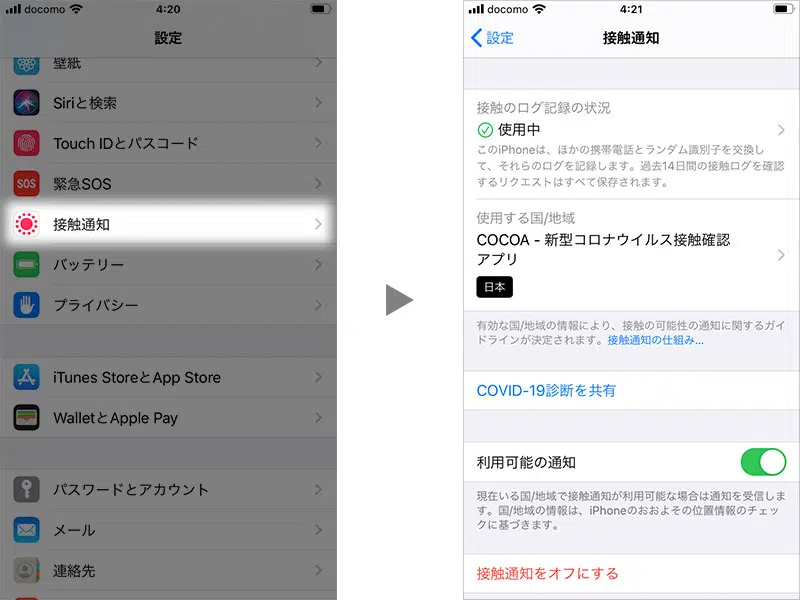 docomo 4:20
設定
壁紙
Siriと検索
Touch IDとパスコード
SOS 緊急SOS
接触通知
バッテリー
プライバシー
iTunes StoreとApp Store
WalletとApple Pay
パスワードとアカウント
メール
連絡先
docomo 4:21
設定 接触通知
接触のログ記録の状況
使用中
このiPhoneは、ほかの携帯電話とランダム識別子を交換し
て、それらのログを記録します。過去14日間の接触ログを確認
するリクエストはすべて保存されます。
使用する国/地域
COCOA - 新型コロナウイルス接触確認
アプリ
日本
有効な国/地域の情報により、接触の可能性の通知に関するガイ
ドラインが決定されます。接触通知の仕組み...
COVID-19診断を共有
利用可能の通知
現在いる国/地域で接触通知が利用可能な場合は通知を受信しま
す。国/地域の情報は、iPhoneのおおよその位置情報のチェッ
クに基づきます。
接触通知をオフにする